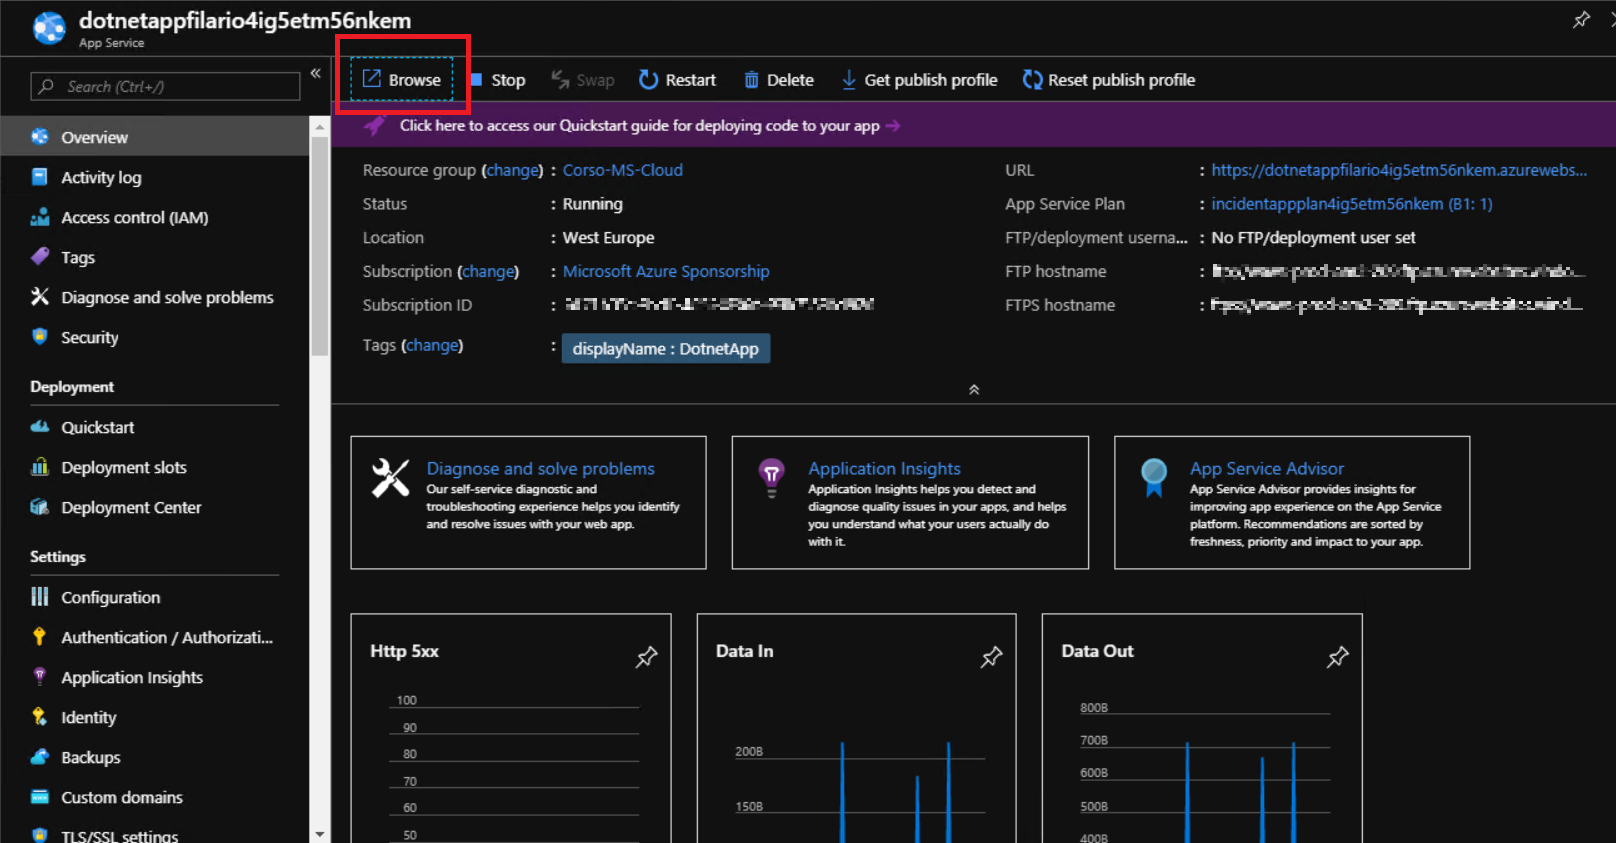 dotnetappfilario4ig5etm56nkem
App Service
Search (Ctrl+/)
«
Browse
Stop
Swap
Restart
Delete
Get publish profile
Reset publish profile
Click here to access our Quickstart guide for deploying code to your app →
Overview
Activity log
Access control (IAM)
Tags
Diagnose and solve problems
Security
Deployment
Quickstart
Deployment slots
Deployment Center
Settings
Configuration
Authentication / Authorizati...
Application Insights
Identity
Backups
Custom domains
TLS/SSL settings
Resource group (change) : Corso-MS-Cloud
Status : Running
Location : West Europe
Subscription (change) : Microsoft Azure Sponsorship
Subscription ID :
Tags (change) : displayName : DotnetApp
URL : https://dotnetappfilario4ig5etm56nkem.azurewebs...
App Service Plan : incidentappplan4ig5etm56nkem (B1: 1)
FTP/deployment userna... : No FTP/deployment user set
FTP hostname :
FTPS hostname :
Diagnose and solve problems
Our self-service diagnostic and
troubleshooting experience helps you identify
and resolve issues with your web app.
Application Insights
Application Insights helps you detect and
diagnose quality issues in your apps, and helps
you understand what your users actually do
with it.
App Service Advisor
App Service Advisor provides insights for
improving app experience on the App Service
platform. Recommendations are sorted by
freshness, priority and impact to your app.
Http 5xx
100
90
80
70
60
50
Data In
200B
150B
Data Out
800B
700B
600B
500B
400B